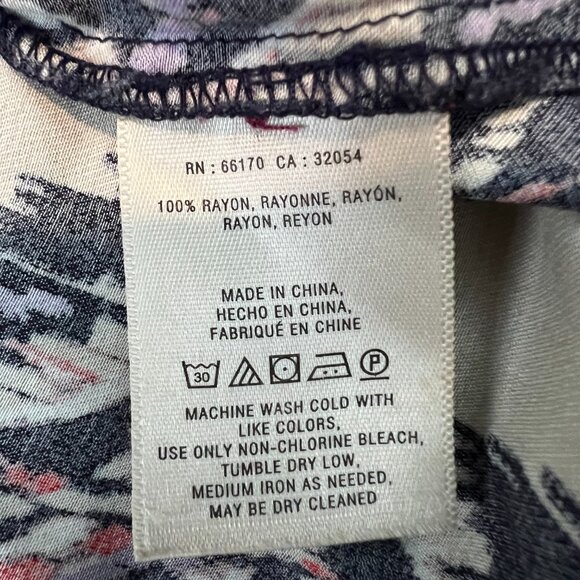 RN : 66170 CA : 32054
100% RAYON, RAYONNE, RAYÓN,
RAYON, REYON
MADE IN CHINA,
HECHO EN CHINA,
FABRIQUÉ EN CHINE
30 P
MACHINE WASH COLD WITH
LIKE COLORS,
USE ONLY NON-CHLORINE BLEACH,
TUMBLE DRY LOW,
MEDIUM IRON AS NEEDED,
MAY BE DRY CLEANED